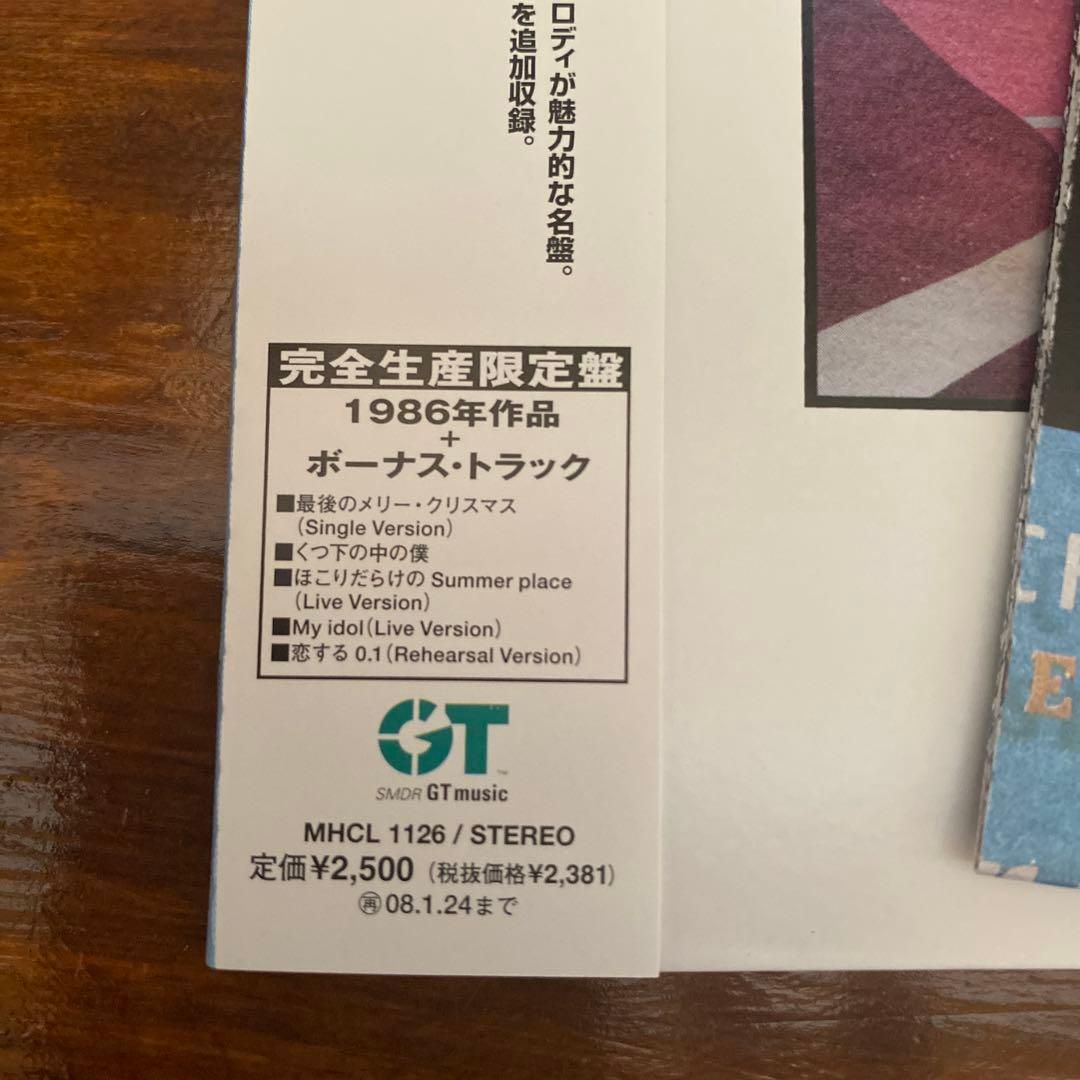 ロディが魅力的な名盤。
を追加収録。
完全生産限定盤
1986年作品
+
ボーナス・トラック
■最後のメリー・クリスマス
(Single Version)
■くつ下の中の僕
■ほこりだらけの Summer place
(Live Version)
■My idol(Live Version)
■恋する 0.1(Rehearsal Version)
GT™
SMDR GT music
MHCL 1126 / STEREO
定価¥2,500 (税抜価格¥2,381)
㊢08.1.24まで
E